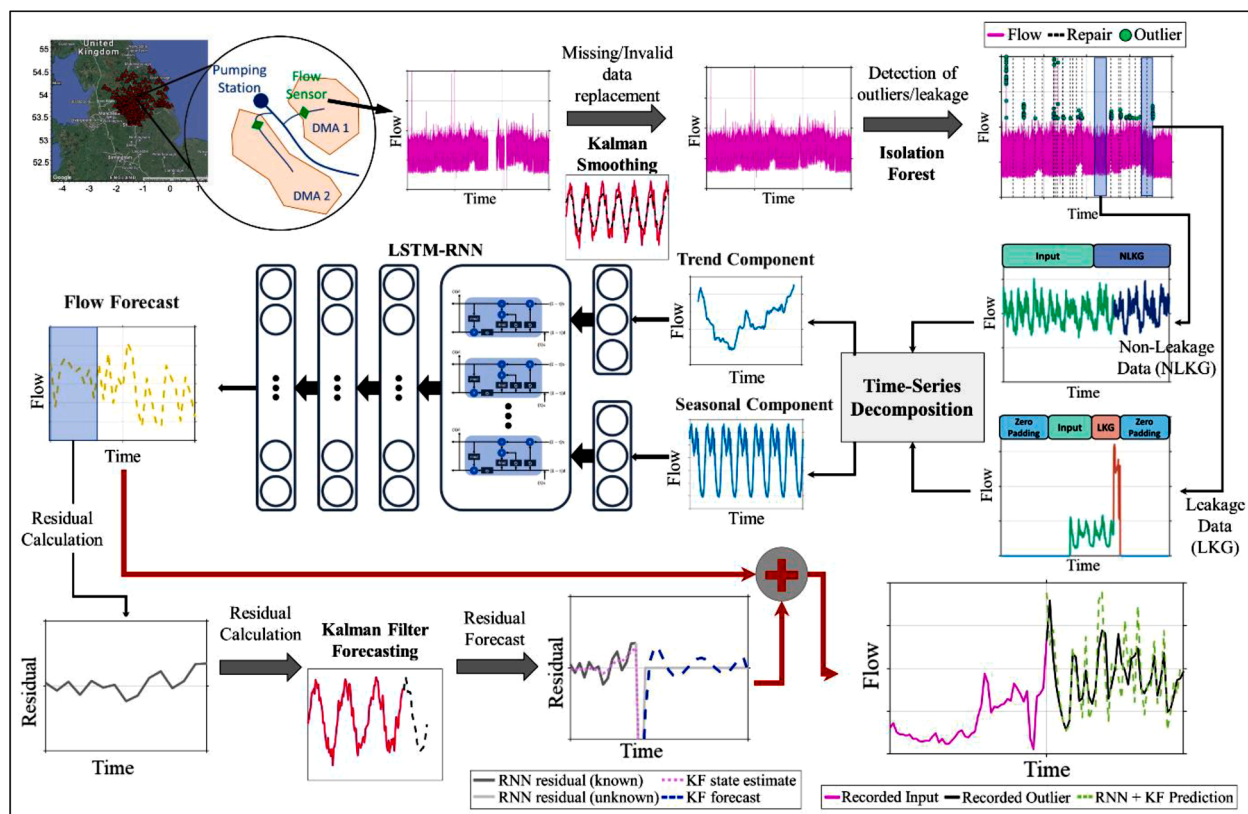 United
Kingdom
55
54.5
54
53.5
53
52.5
-4
-3
-2
-1
0
1
Google
Pumping
Station
Flow
Sensor
DMA 1
DMA 2
Flow
Time
Missing/Invalid
data
replacement
Kalman
Smoothing
Flow
Time
Detection of
outliers/leakage
Isolation
Forest
Flow Repair Outlier
Flow
Time
LSTM-RNN
Trend Component
Flow
Time
Seasonal Component
Flow
Time
Time-Series
Decomposition
Input NLKG
Flow
Non-Leakage
Data (NLKG)
Time
Zero
Padding
Input
LKG
Zero
Padding
Flow
Time
Leakage
Data
(LKG)
Flow Forecast
Flow
Time
Residual
Calculation
Residual
Time
Residual
Calculation
Kalman Filter
Forecasting
Residual
Forecast
Residual
Time
RNN residual (known) KF state estimate
RNN residual (unknown) KF forecast
Flow
Time
Recorded Input Recorded Outlier RNN + KF Prediction